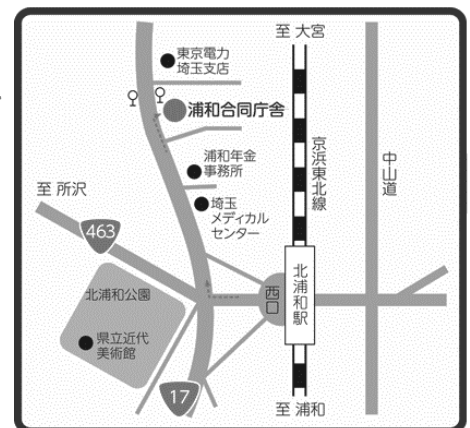 至 大宮
東京電力
埼玉支店
浦和合同庁舎
京浜東北線
中山道
浦和年金
事務所
至 所沢
埼玉
メディカル
センター
463
北浦和公園
西口
北浦和駅
県立近代
美術館
17
至 浦和